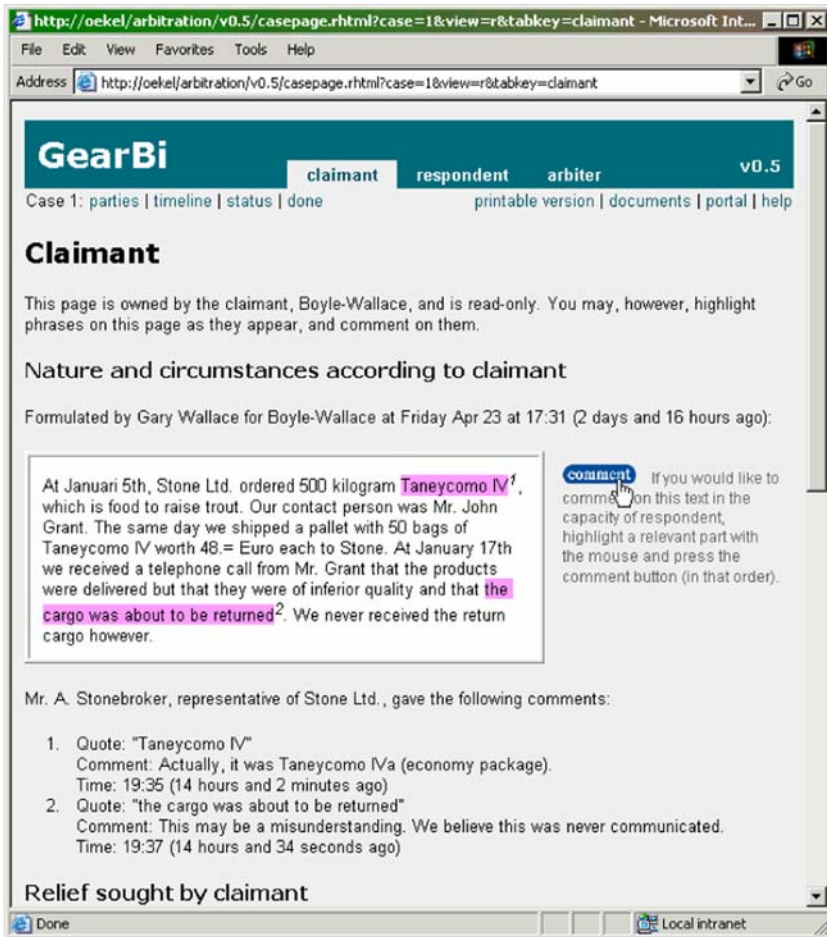 http://oekel/arbitration/v0.5/casepage.rhtml?case=1&view=r&tabkey=claimant - Microsoft Int...
File Edit View Favorites Tools Help
Address http://oekel/arbitration/v0.5/casepage.rhtml?case=1&view=r&tabkey=claimant Go
GearBi claimant respondent arbiter v0.5
Case 1: parties | timeline | status | done printable version | documents | portal | help
Claimant
This page is owned by the claimant, Boyle-Wallace, and is read-only. You may, however, highlight
phrases on this page as they appear, and comment on them.
Nature and circumstances according to claimant
Formulated by Gary Wallace for Boyle-Wallace at Friday Apr 23 at 17:31 (2 days and 16 hours ago):
At Januari 5th, Stone Ltd. ordered 500 kilogram Taneycomo IV1,
which is food to raise trout. Our contact person was Mr. John
Grant. The same day we shipped a pallet with 50 bags of
Taneycomo IV worth 48.= Euro each to Stone. At January 17th
we received a telephone call from Mr. Grant that the products
were delivered but that they were of inferior quality and that the
cargo was about to be returned2. We never received the return
cargo however.
comment If you would like to
comme on this text in the
capacity of respondent,
highlight a relevant part with
the mouse and press the
comment button (in that order).
Mr. A. Stonebroker, representative of Stone Ltd., gave the following comments:
1. Quote: "Taneycomo IV"
Comment: Actually, it was Taneycomo IVa (economy package).
Time: 19:35 (14 hours and 2 minutes ago)
2. Quote: "the cargo was about to be returned"
Comment: This may be a misunderstanding. We believe this was never communicated.
Time: 19:37 (14 hours and 34 seconds ago)
Relief sought by claimant
Done Local intranet